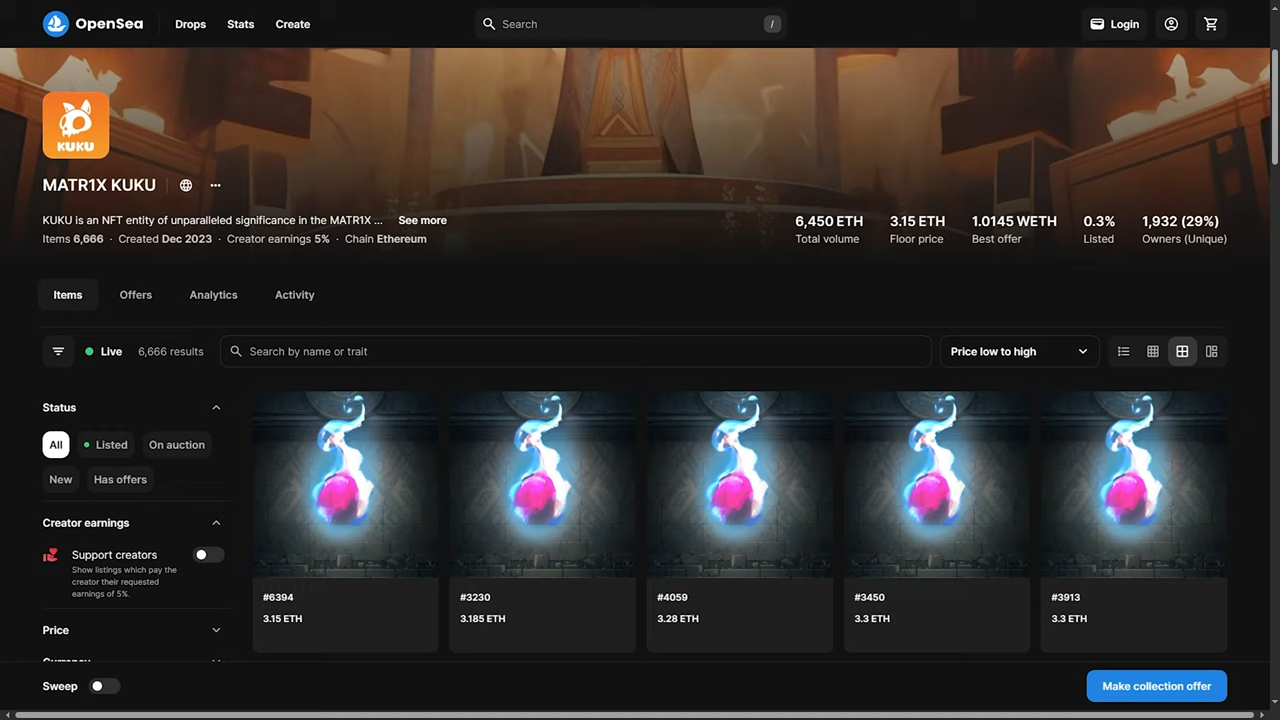 OpenSea Drops Stats Create Search / Login
KUKU
MATR1X KUKU
KUKU is an NFT entity of unparalleled significance in the MATR1X ... See more
Items 6,666 · Created Dec 2023 · Creator earnings 5% · Chain Ethereum
6,450 ETH 3.15 ETH 1.0145 WETH 0.3% 1,932 (29%)
Total volume Floor price Best offer Listed Owners (Unique)
Items Offers Analytics Activity
Live 6,666 results Search by name or trait Price low to high
Status
All Listed On auction
New Has offers
Creator earnings
Support creators
Show listings which pay the
creator their requested
earnings of 5%.
Price
Currency
#6394 #3230 #4059 #3450 #3913
3.15 ETH 3.185 ETH 3.28 ETH 3.3 ETH 3.3 ETH
Sweep Make collection offer